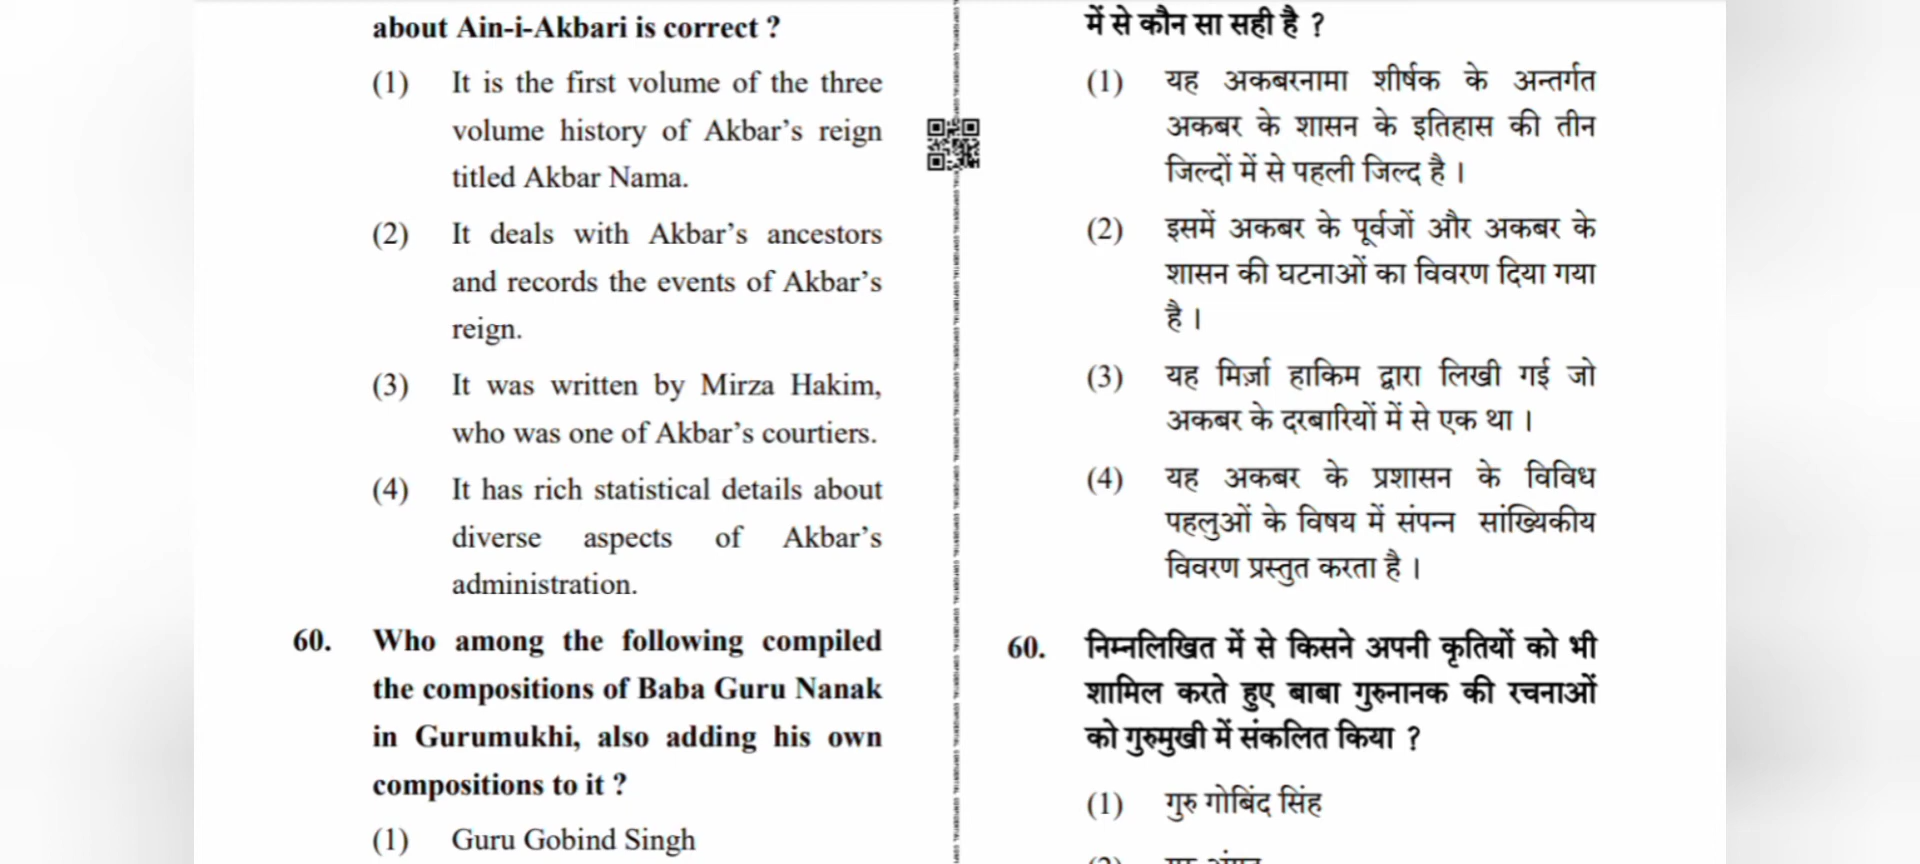 about Ain-i-Akbari is correct ?
(1) It is the first volume of the three
volume history of Akbar’s reign
titled Akbar Nama.
(2) It deals with Akbar’s ancestors
and records the events of Akbar’s
reign.
(3) It was written by Mirza Hakim,
who was one of Akbar’s courtiers.
(4) It has rich statistical details about
diverse aspects of Akbar’s
administration.
60. Who among the following compiled
the compositions of Baba Guru Nanak
in Gurumukhi, also adding his own
compositions to it ?
(1) Guru Gobind Singh
में से कौन सा सही है ?
(1) यह अकबरनामा शीर्षक के अन्तर्गत
अकबर के शासन के इतिहास की तीन
जिल्दों में से पहली जिल्द है ।
(2) इसमें अकबर के पूर्वजों और अकबर के
शासन की घटनाओं का विवरण दिया गया
है ।
(3) यह मिर्ज़ा हाकिम द्वारा लिखी गई जो
अकबर के दरबारियों में से एक था ।
(4) यह अकबर के प्रशासन के विविध
पहलुओं के विषय में संपन्न सांख्यिकीय
विवरण प्रस्तुत करता है ।
60. निम्नलिखित में से किसने अपनी कृतियों को भी
शामिल करते हुए बाबा गुरुनानक की रचनाओं
को गुरुमुखी में संकलित किया ?
(1) गुरु गोबिंद सिंह